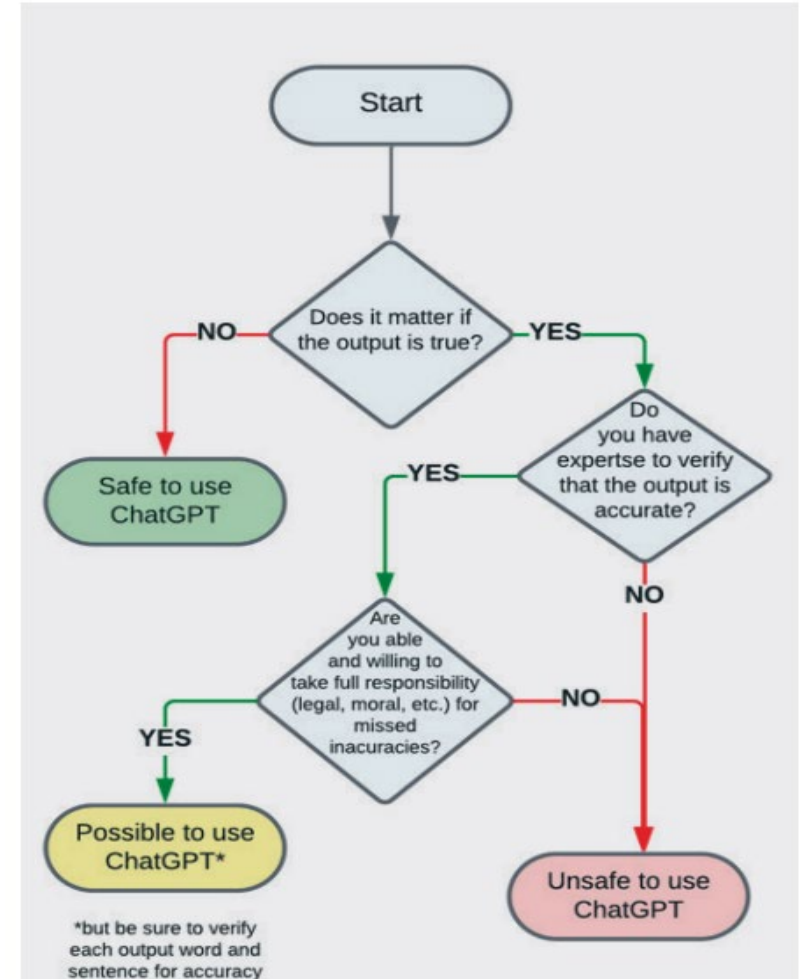 Start
Does it matter if
the output is true?
NO
YES
Safe to use
ChatGPT
Do
you have
expertse to verify
that the output is
accurate?
YES
NO
Are
you able
and willing to
take full responsibility
(legal, moral, etc.) for
missed
inacuracies?
YES
NO
Possible to use
ChatGPT*
Unsafe to use
ChatGPT
*but be sure to verify
each output word and
sentence for accuracy